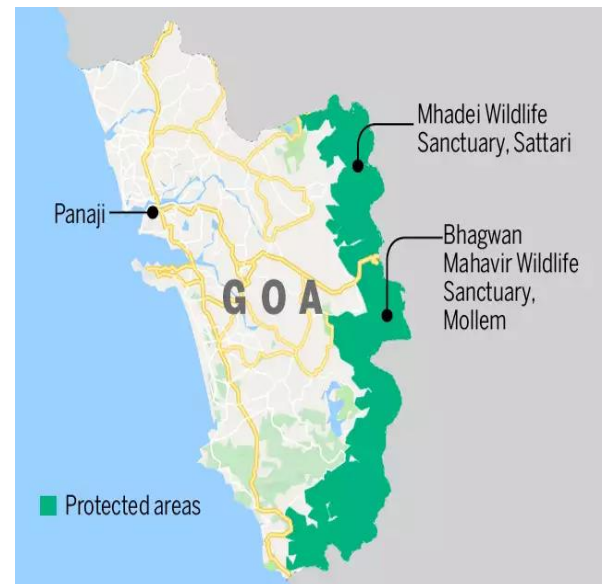 Mhadei Wildlife
Sanctuary, Sattari
Panaji
Bhagwan
Mahavir Wildlife
Sanctuary,
Mollem
GOA
Protected areas